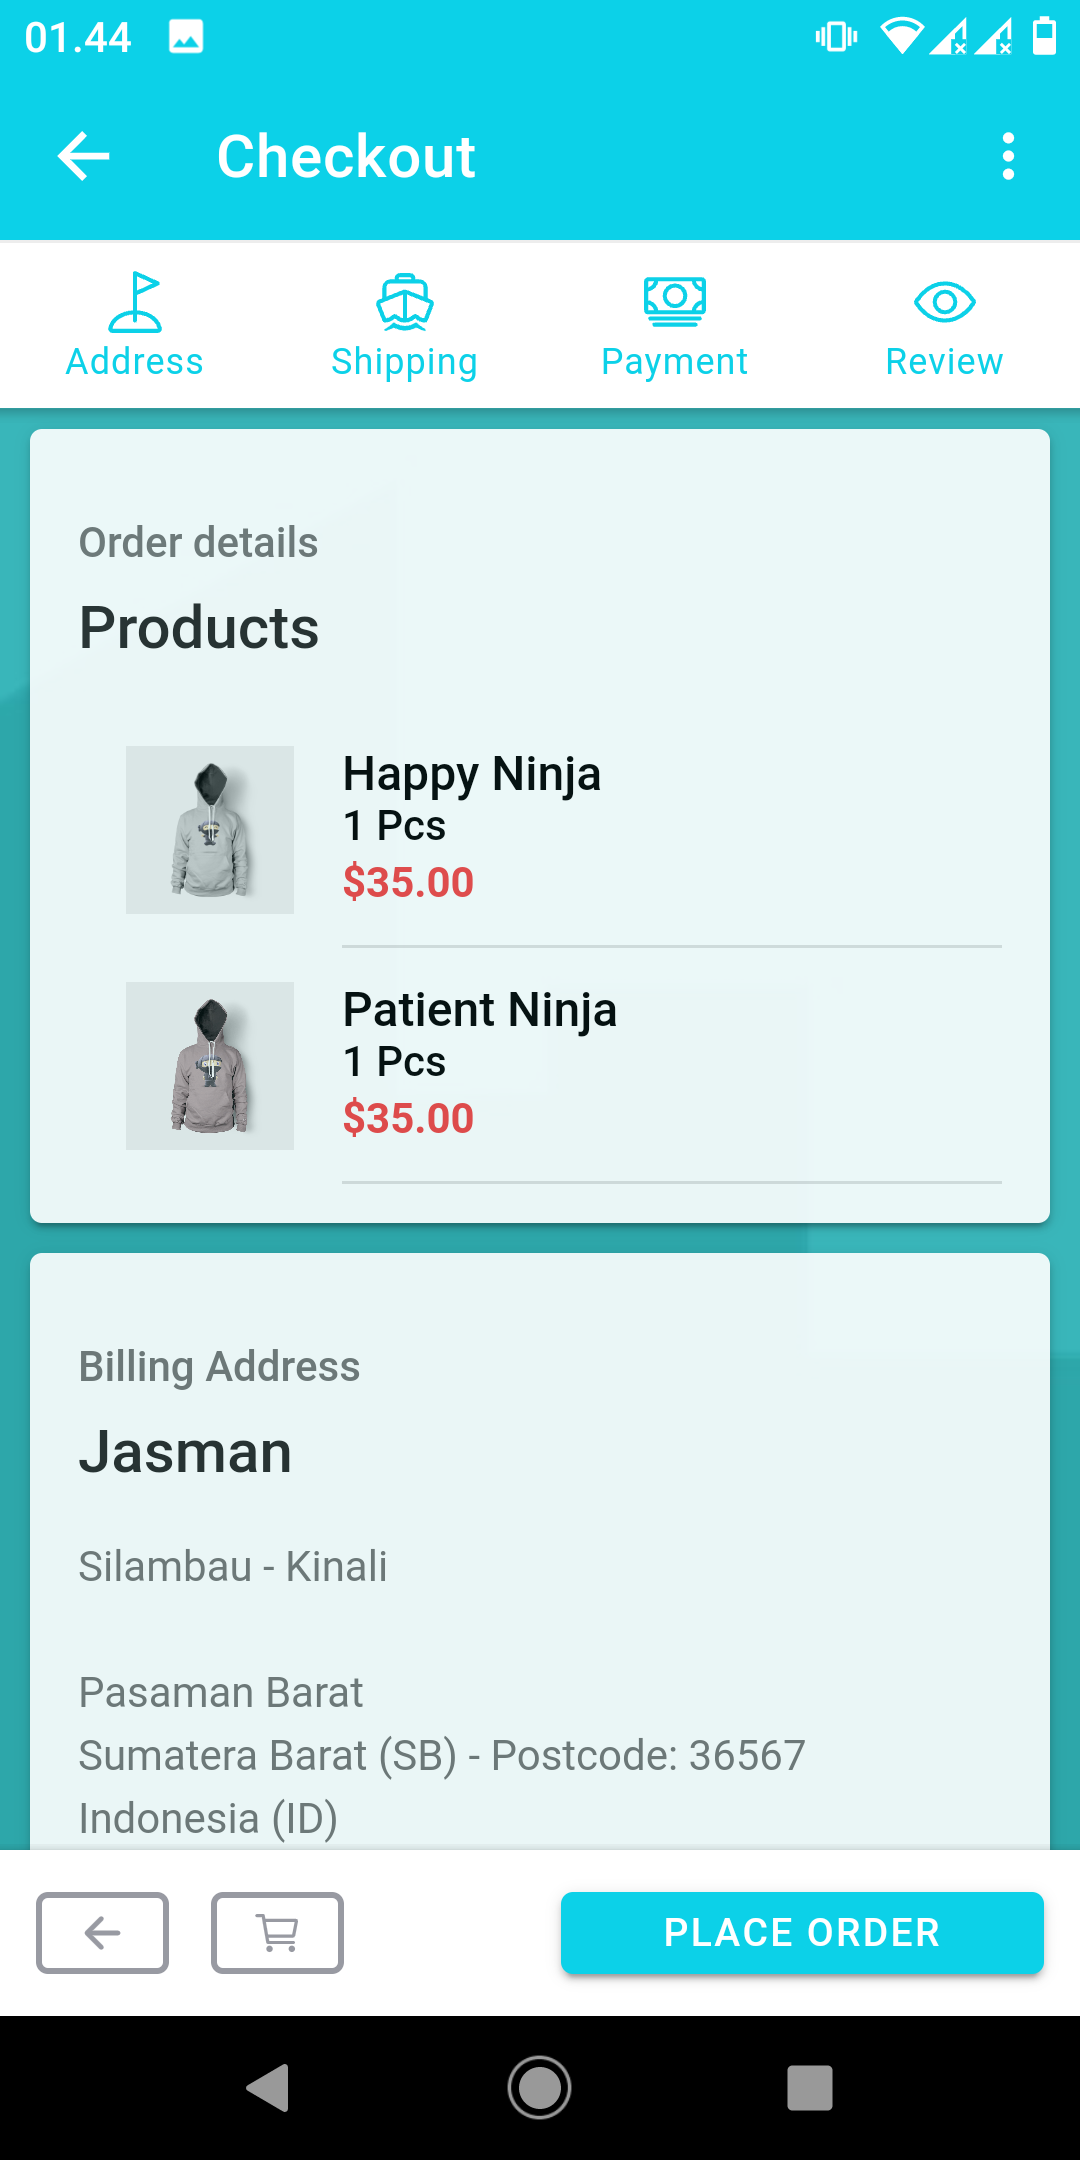 01.44
Checkout
Address Shipping Payment Review
Order details
Products
Happy Ninja
1 Pcs
$35.00
Patient Ninja
1 Pcs
$35.00
Billing Address
Jasman
Silambau - Kinali
Pasaman Barat
Sumatera Barat (SB) - Postcode: 36567
Indonesia (ID)
PLACE ORDER